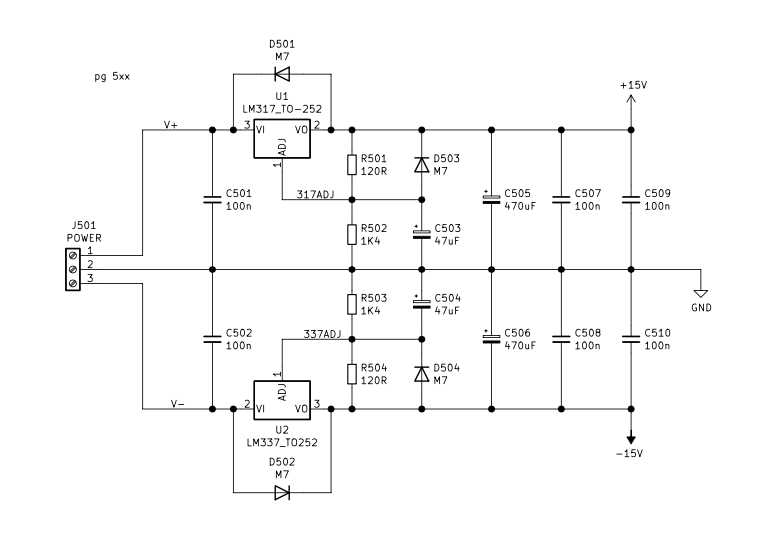 D501
M7
pg 5xx
+15V
U1
LM317_TO-252
V+
3 VI VO 2
ADJ
1
R501
120R
D503
M7
317ADJ
C501
100n
+
C505
470uF
C507
100n
C509
100n
J501
POWER
1
2
3
R502
1K4
+
C503
47uF
GND
R503
1K4
+
C504
47uF
337ADJ
C502
100n
+
C506
470uF
C508
100n
C510
100n
1
ADJ
R504
120R
D504
M7
V-
2 VI VO 3
U2
LM337_TO252
-15V
D502
M7